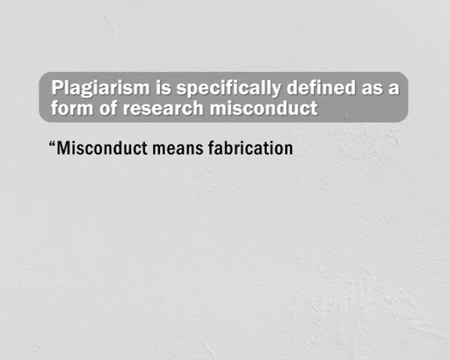 Plagiarism is specifically defined as a
form of research misconduct
“Misconduct means fabrication